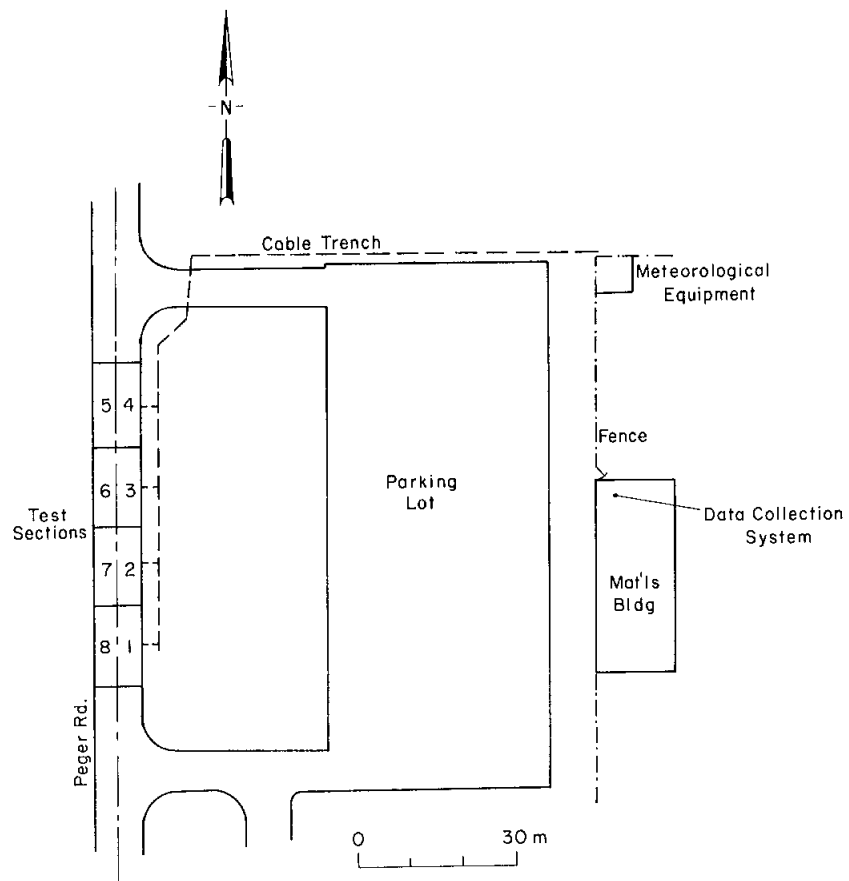 -N-
Cable Trench
Meteorological
Equipment
5 4
Fence
6 3
Parking
Lot
Test
Sections
Data Collection
System
7 2
Mat'ls
Bldg
8 1
Peger Rd.
0 30 m